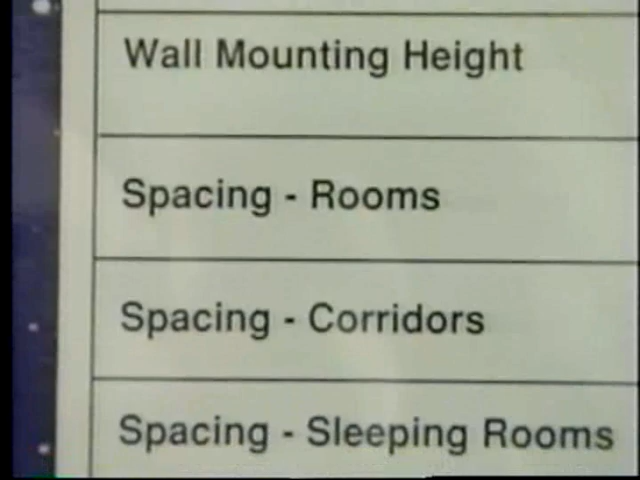 Wall Mounting Height
Spacing - Rooms
Spacing - Corridors
Spacing - Sleeping Rooms